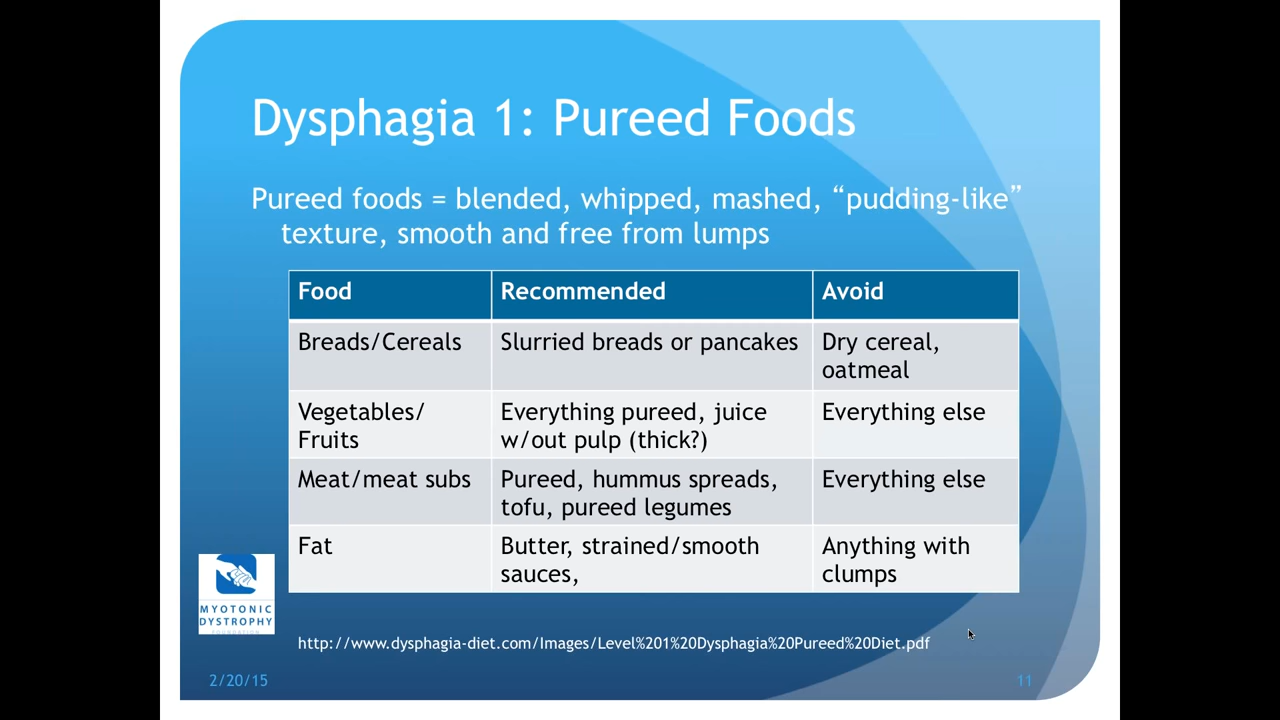 Dysphagia 1: Pureed Foods
Pureed foods = blended, whipped, mashed, “pudding-like”
texture, smooth and free from lumps
Food Recommended Avoid
Breads/Cereals Slurried breads or pancakes Dry cereal,
oatmeal
Vegetables/ Everything pureed, juice Everything else
Fruits w/out pulp (thick?)
Meat/meat subs Pureed, hummus spreads, Everything else
tofu, pureed legumes
Fat Butter, strained/smooth Anything with
sauces, clumps
MYOTONIC
DYSTROPHY
FOUNDATION
http://www.dysphagia-diet.com/Images/Level%201%20Dysphagia%20Pureed%20Diet.pdf
2/20/15 11